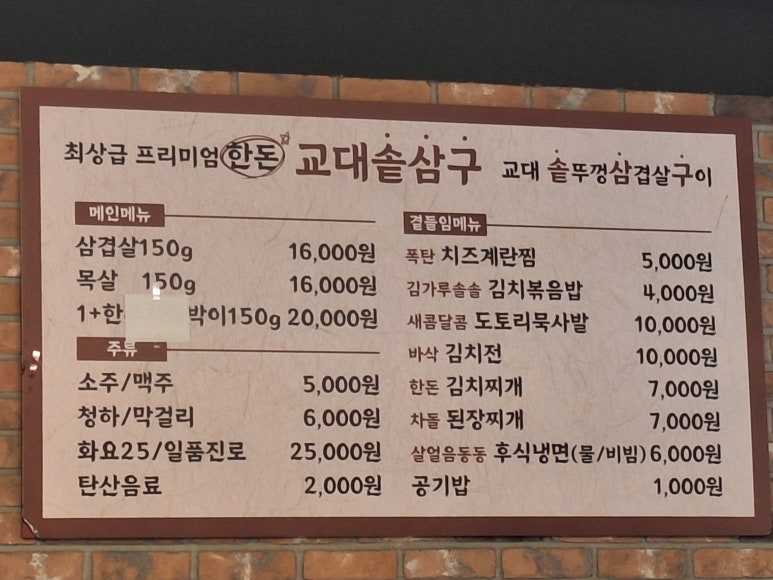 최상급 프리미엄 한돈 교대솥삼구 교대 솥뚜껑삼겹살구이
메인메뉴
삼겹살150g 16,000원
목살 150g 16,000원
1+한 박이150g 20,000원
주류
소주/맥주 5,000원
청하/막걸리 6,000원
화요25/일품진로 25,000원
탄산음료 2,000원
곁들임메뉴
폭탄 치즈계란찜 5,000원
김가루솔솔 김치볶음밥 4,000원
새콤달콤 도토리묵사발 10,000원
바삭 김치전 10,000원
한돈 김치찌개 7,000원
차돌 된장찌개 7,000원
살얼음동동 후식냉면(물/비빔) 6,000원
공기밥 1,000원